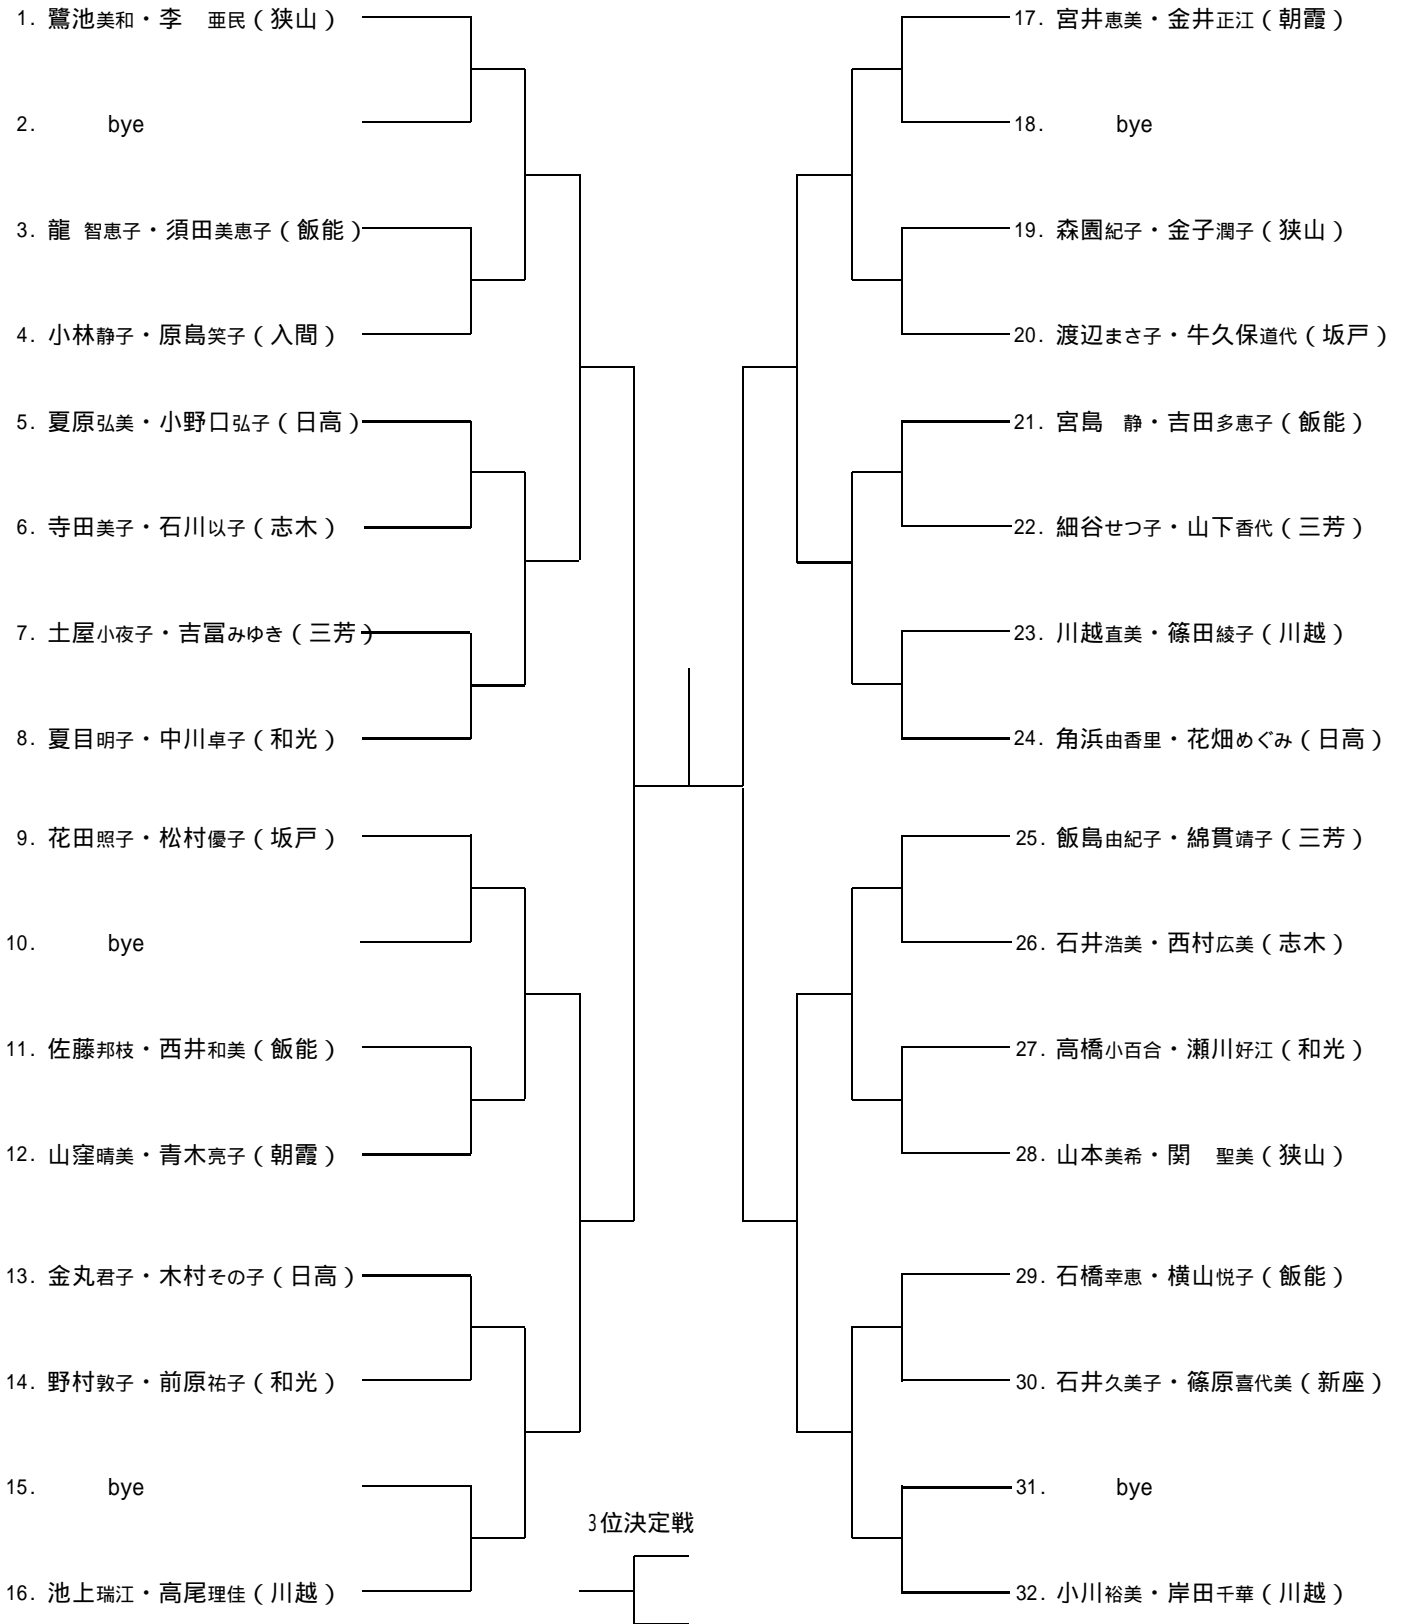 1. 鷺池美和・李　亜民（狭山）
2. bye
3. 龍 智恵子・須田美恵子（飯能）
4. 小林静子・原島笑子（入間）
5. 夏原弘美・小野口弘子（日高）
6. 寺田美子・石川以子（志木）
7. 土屋小夜子・吉冨みゆき（三芳）
8. 夏目明子・中川卓子（和光）
9. 花田照子・松村優子（坂戸）
10. bye
11. 佐藤邦枝・西井和美（飯能）
12. 山窪晴美・青木亮子（朝霞）
13. 金丸君子・木村その子（日高）
14. 野村敦子・前原祐子（和光）
15. bye
16. 池上瑞江・高尾理佳（川越）
3位決定戦
17. 宮井恵美・金井正江（朝霞）
18. bye
19. 森園紀子・金子潤子（狭山）
20. 渡辺まさ子・牛久保道代（坂戸）
21. 宮島　静・吉田多恵子（飯能）
22. 細谷せつ子・山下香代（三芳）
23. 川越直美・篠田綾子（川越）
24. 角浜由香里・花畑めぐみ（日高）
25. 飯島由紀子・綿貫靖子（三芳）
26. 石井浩美・西村広美（志木）
27. 高橋小百合・瀬川好江（和光）
28. 山本美希・関　聖美（狭山）
29. 石橋幸恵・横山悦子（飯能）
30. 石井久美子・篠原喜代美（新座）
31. bye
32. 小川裕美・岸田千華（川越）